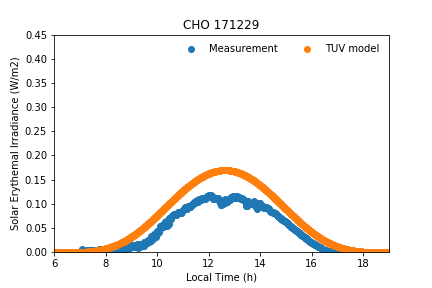 CHO 171229
Measurement TUV model
Solar Erythemal Irradiance (W/m2)
0.45
0.40
0.35
0.30
0.25
0.20
0.15
0.10
0.05
0.00
6 8 10 12 14 16 18
Local Time (h)